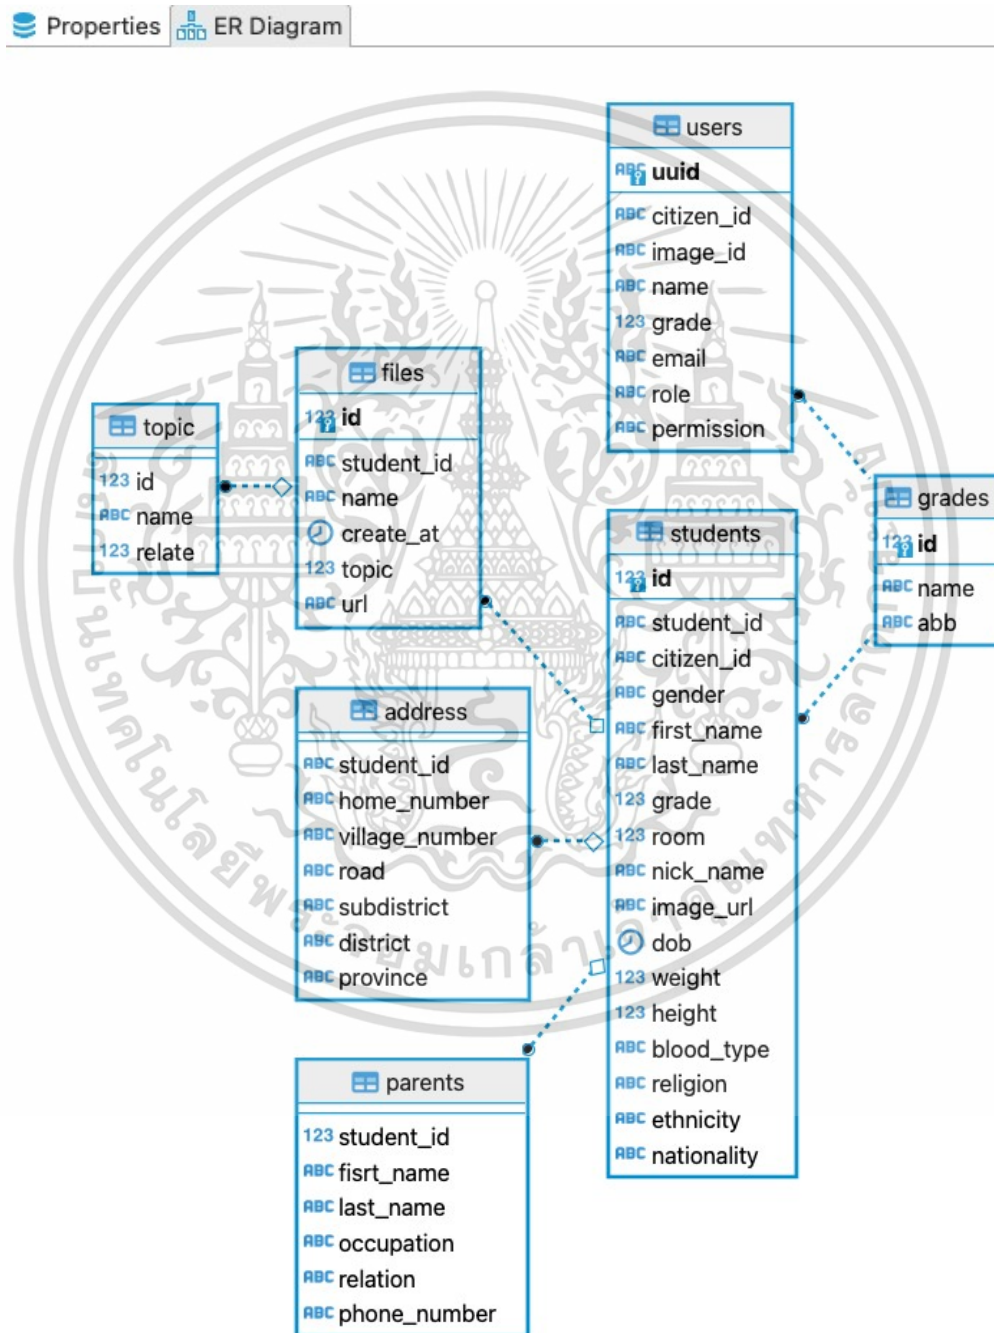 Properties
ER Diagram
users
uuid
citizen_id
image_id
name
grade
email
role
permission
files
id
student_id
name
create_at
topic
url
topic
id
name
relate
grades
id
name
abb
students
id
student_id
citizen_id
gender
first_name
last_name
grade
room
nick_name
image_url
dob
weight
height
blood_type
religion
ethnicity
nationality
address
student_id
home_number
village_number
road
subdistrict
district
province
parents
student_id
fisrt_name
last_name
occupation
relation
phone_number